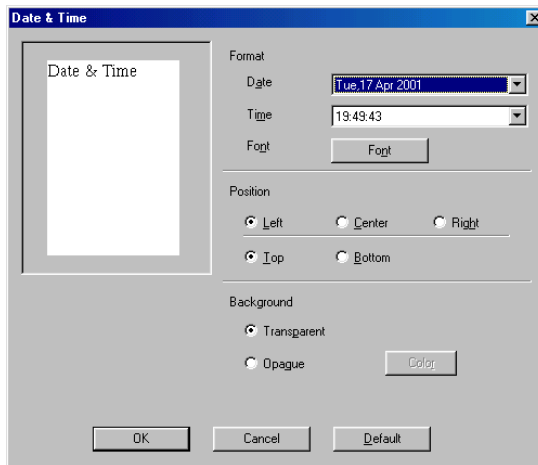 Date & Time
Date & Time
Format
Date Tue,17 Apr 2001
Time 19:49:43
Font Font
Position
Left Center Right
Top Bottom
Background
Transparent
Opaque Color
OK Cancel Default